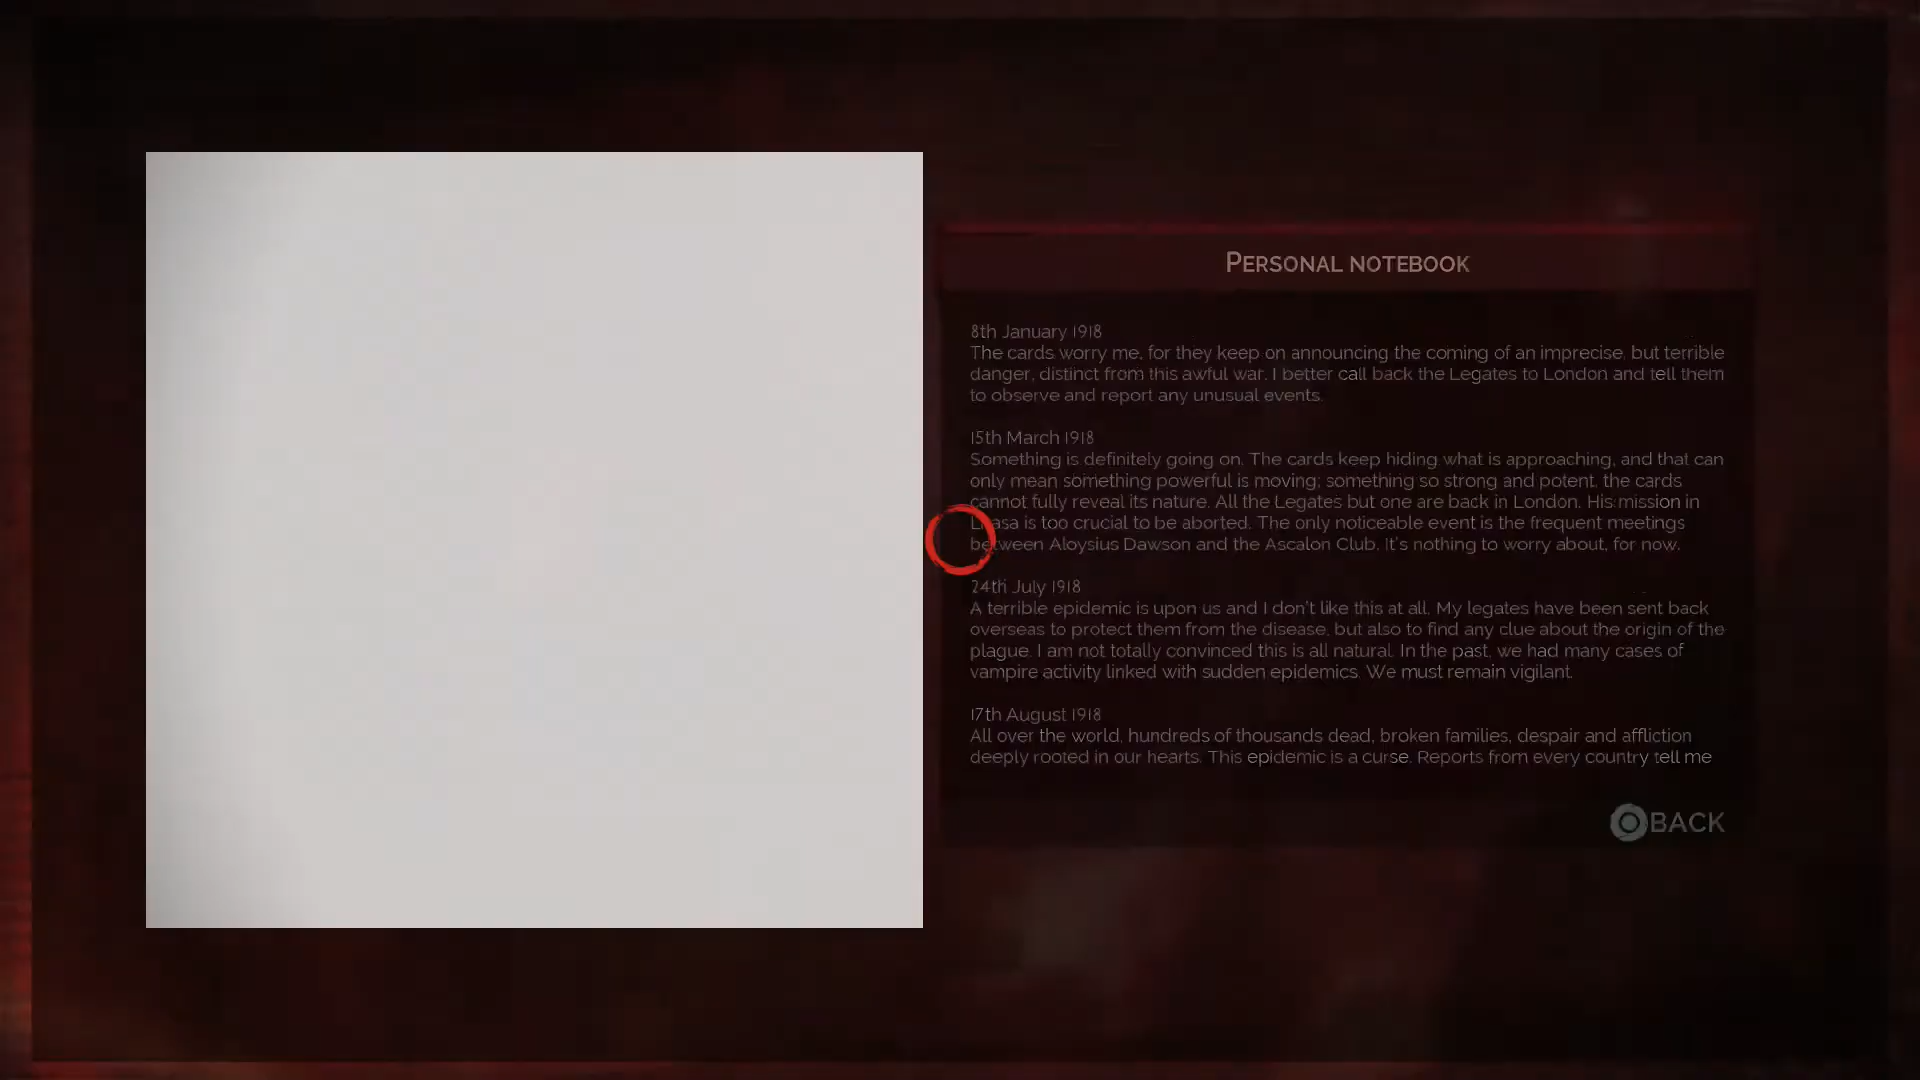 PERSONAL NOTEBOOK
8th January 1918
The cards worry me, for they keep on announcing the coming of an imprecise, but terrible
danger, distinct from this awful war. I better call back the Legates to London and tell them
to observe and report any unusual events.
15th March 1918
Something is definitely going on. The cards keep hiding what is approaching, and that can
only mean something powerful is moving; something so strong and potent, the cards
cannot fully reveal its nature. All the Legates but one are back in London. His mission in
is too crucial to be aborted. The only noticeable event is the frequent meetings
between Aloysius Dawson and the Ascalon Club. It's nothing to worry about, for now.
24th July 1918
A terrible epidemic is upon us and I don't like this at all. My legates have been sent back
overseas to protect them from the disease, but also to find any clue about the origin of the
plague. I am not totally convinced this is all natural. In the past, we had many cases of
vampire activity linked with sudden epidemics. We must remain vigilant.
17th August 1918
All over the world, hundreds of thousands dead, broken families, despair and affliction
deeply rooted in our hearts. This epidemic is a curse. Reports from every country tell me
BACK